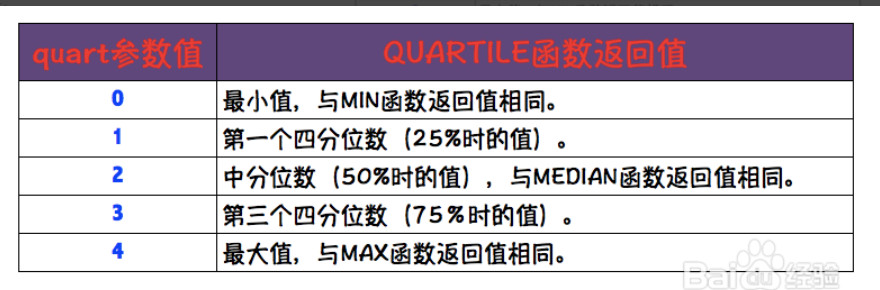 quart参数值 QUARTILE函数返回值
0 最小值，与MIN函数返回值相同。
1 第一个四分位数（25%时的值）。
2 中分位数（50%时的值），与MEDIAN函数返回值相同。
3 第三个四分位数（75%时的值）。
4 最大值，与MAX函数返回值相同。
Baidu经验